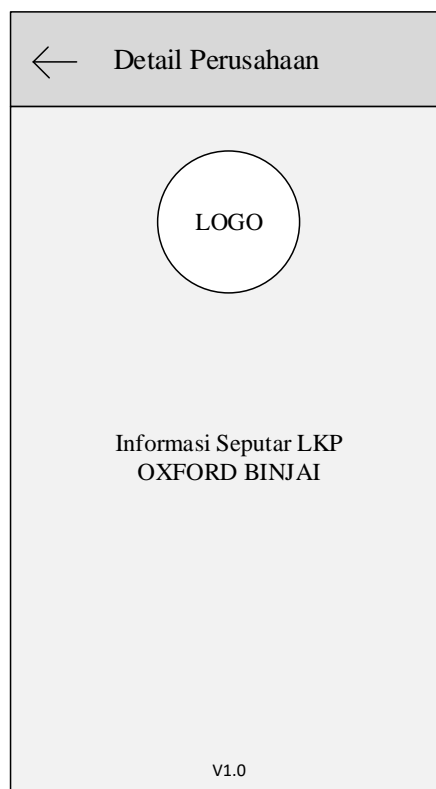 Detail Perusahaan
LOGO
Informasi Seputar LKP
OXFORD BINJAI
V1.0